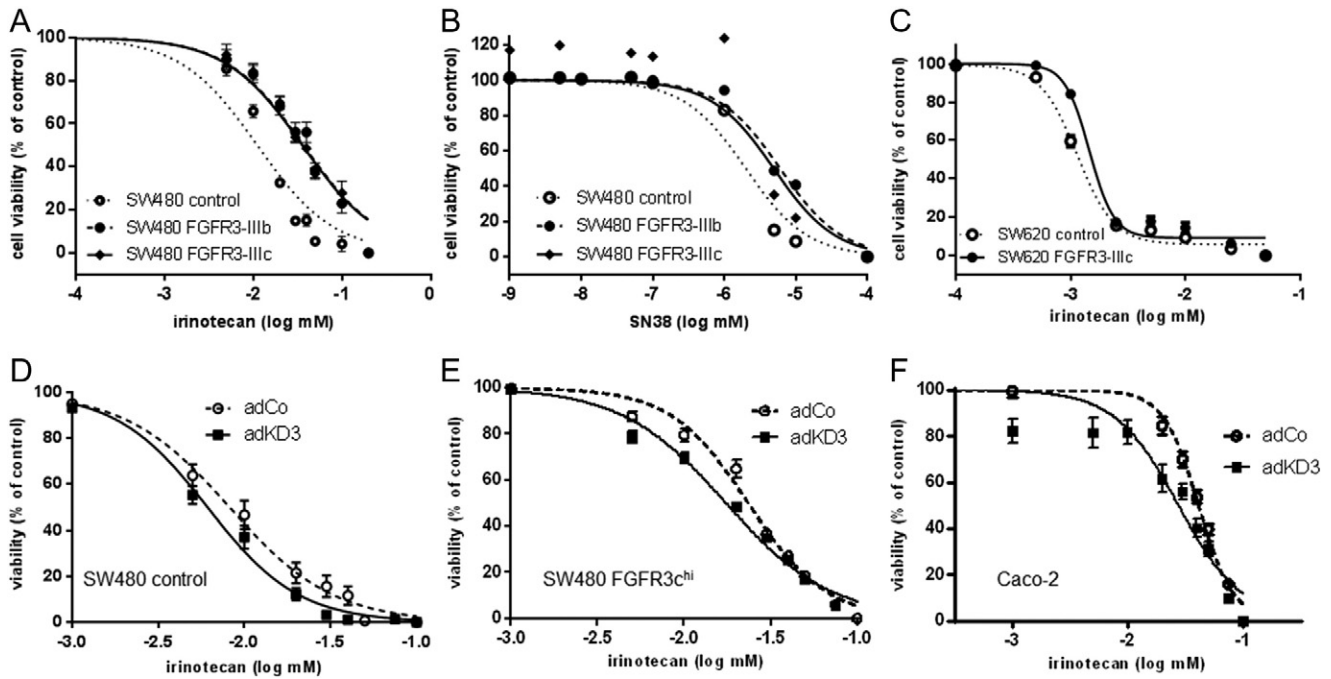 A
cell viability (% of control)
100
80
60
40
20
0
SW480 control
SW480 FGFR3-IIIb
SW480 FGFR3-IIIc
-4
-3
-2
-1
0
irinotecan (log mM)
B
cell viability (% of control)
120
100
80
60
40
20
0
SW480 control
SW480 FGFR3-IIIb
SW480 FGFR3-IIIc
-9
-8
-7
-6
-5
-4
SN38 (log mM)
C
cell viability (% of control)
100
80
60
40
20
0
SW620 control
SW620 FGFR3-IIIc
-4
-3
-2
-1
irinotecan (log mM)
D
viability (% of control)
100
80
60
40
20
0
adCo
adKD3
SW480 control
-3.0
-2.5
-2.0
-1.5
-1.0
irinotecan (log mM)
E
viability (% of control)
100
80
60
40
20
0
adCo
adKD3
SW480 FGFR3c^hi
-3.0
-2.5
-2.0
-1.5
-1.0
irinotecan (log mM)
F
viability (% of control)
100
80
60
40
20
0
adCo
adKD3
Caco-2
-3
-2
-1
irinotecan (log mM)